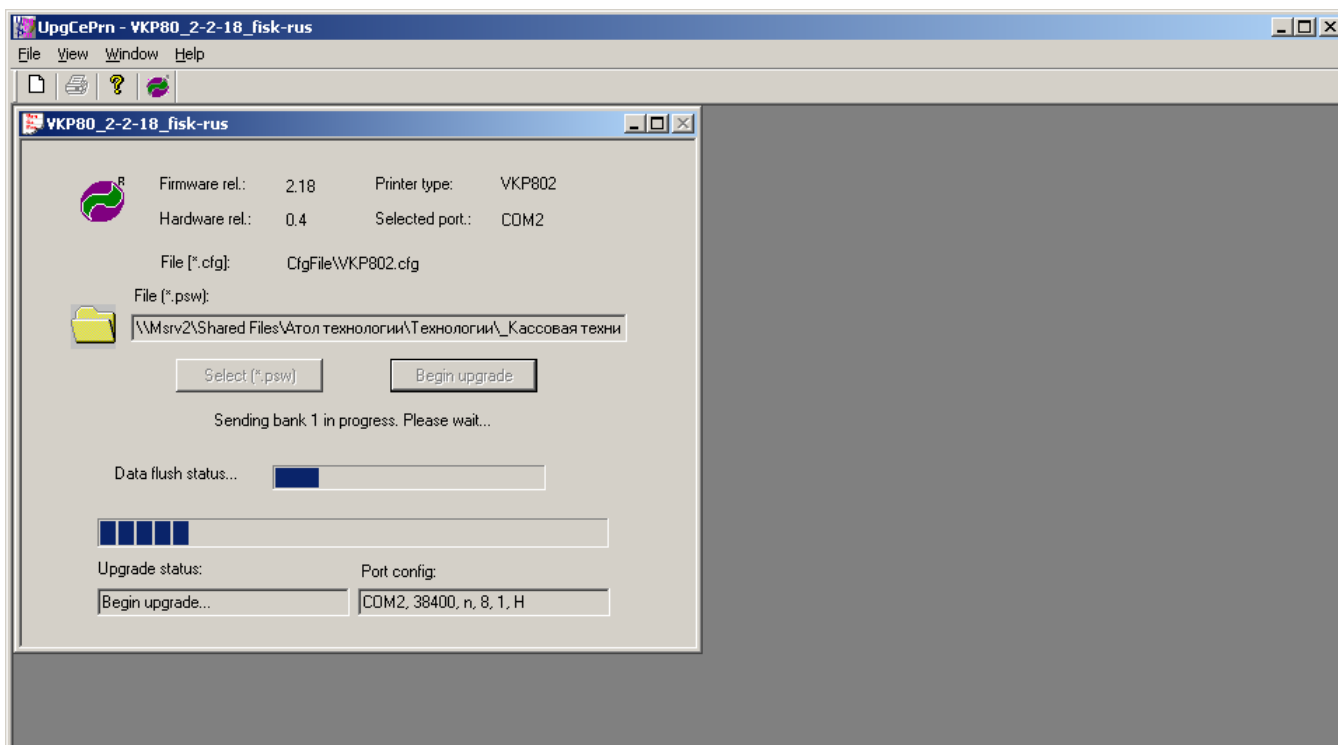 UpgCePrn - VKP80_2-2-18_fisk-rus
File View Window Help
VKP80_2-2-18_fisk-rus
R
Firmware rel.: 2.18 Printer type: VKP802
Hardware rel.: 0.4 Selected port.: COM2
File [*.cfg]: CfgFile\VKP802.cfg
File (*.psw):
\\Msrv2\Shared Files\Атол технологии\Технологии\_Кассовая техни
Select (*.psw) Begin upgrade
Sending bank 1 in progress. Please wait...
Data flush status...
Upgrade status: Port config:
Begin upgrade... COM2, 38400, n, 8, 1, H